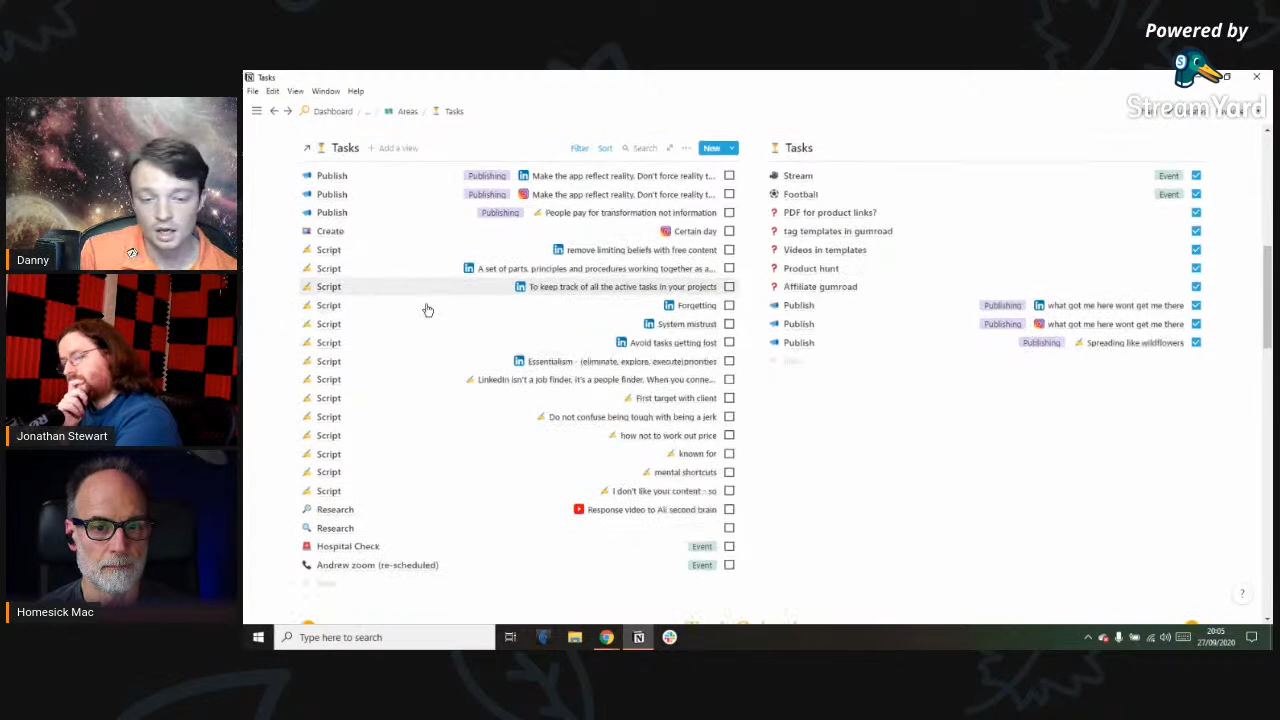 Powered by
StreamYard
Tasks
File Edit View Window Help
Dashboard / ... / Areas / Tasks
Tasks + Add a view Filter Sort Search ... New
Publish Publishing Make the app reflect reality. Don't force reality t...
Publish Publishing Make the app reflect reality. Don't force reality t...
Publish Publishing People pay for transformation not information
Create Certain day
Script remove limiting beliefs with free content
Script A set of parts, principles and procedures working together as a...
Script To keep track of all the active tasks in your projects
Script Forgetting
Script System mistrust
Script Avoid tasks getting lost
Script Essentialism - (eliminate, explore, execute)priorities
Script LinkedIn isn't a job finder, it's a people finder. When you conne...
Script First target with client
Script Do not confuse being tough with being a jerk
Script how not to work out price
Script known for
Script mental shortcuts
Script I don't like your content - so
Research Response video to Ali second brain
Research
Hospital Check Event
Andrew zoom (re-scheduled) Event
Tasks
Stream Event
Football Event
PDF for product links?
tag templates in gumroad
Videos in templates
Product hunt
Affiliate gumroad
Publish Publishing what got me here wont get me there
Publish Publishing what got me here wont get me there
Publish Publishing Spreading like wildflowers
?
Danny
Jonathan Stewart
Homesick Mac
Type here to search
20:05
27/09/2020